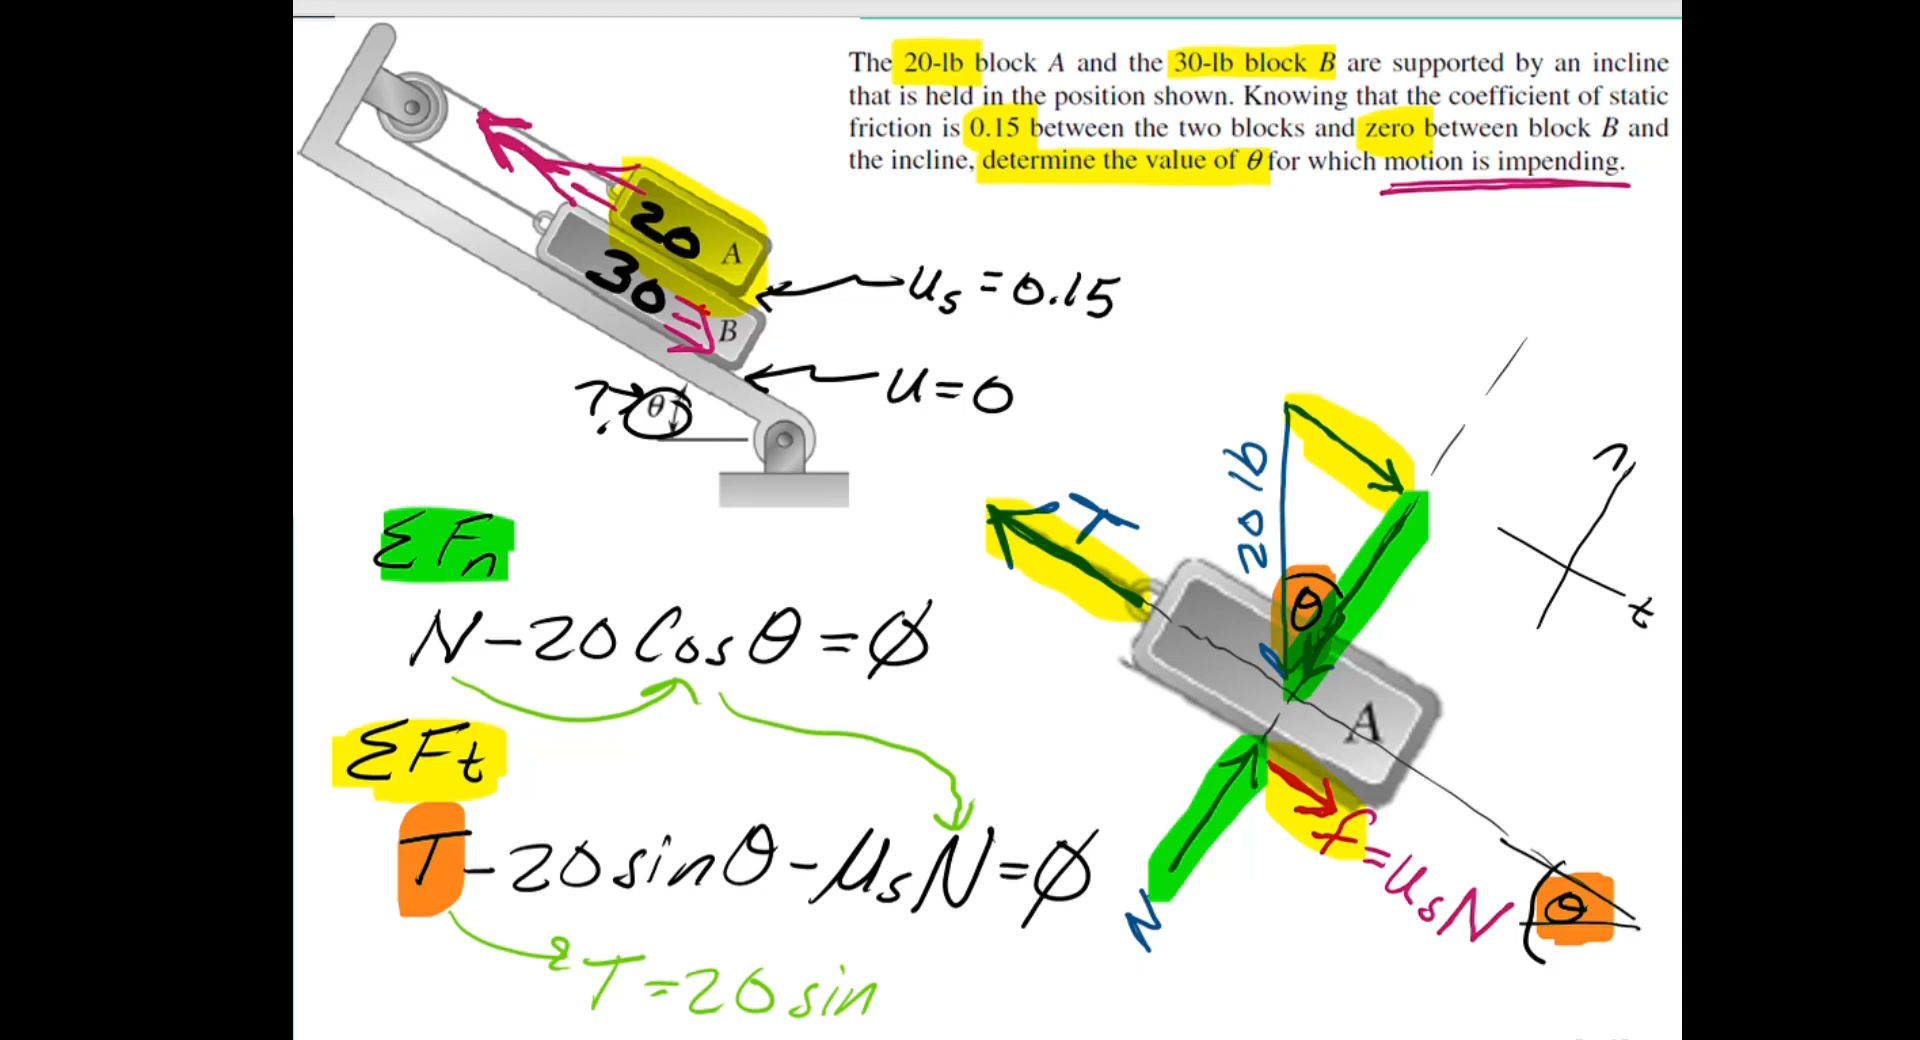 The 20-lb block A and the 30-lb block B are supported by an incline
that is held in the position shown. Knowing that the coefficient of static
friction is 0.15 between the two blocks and zero between block B and
the incline, determine the value of θ for which motion is impending.
20
A
30
B
us = 0.15
u = 0
? θ
20 lb
T
θ
A
n
t
N
f = usN
θ
ΣFn
N - 20 Cos θ = ∅
ΣFt
T - 20 sin θ - μsN = ∅
T = 20 sin